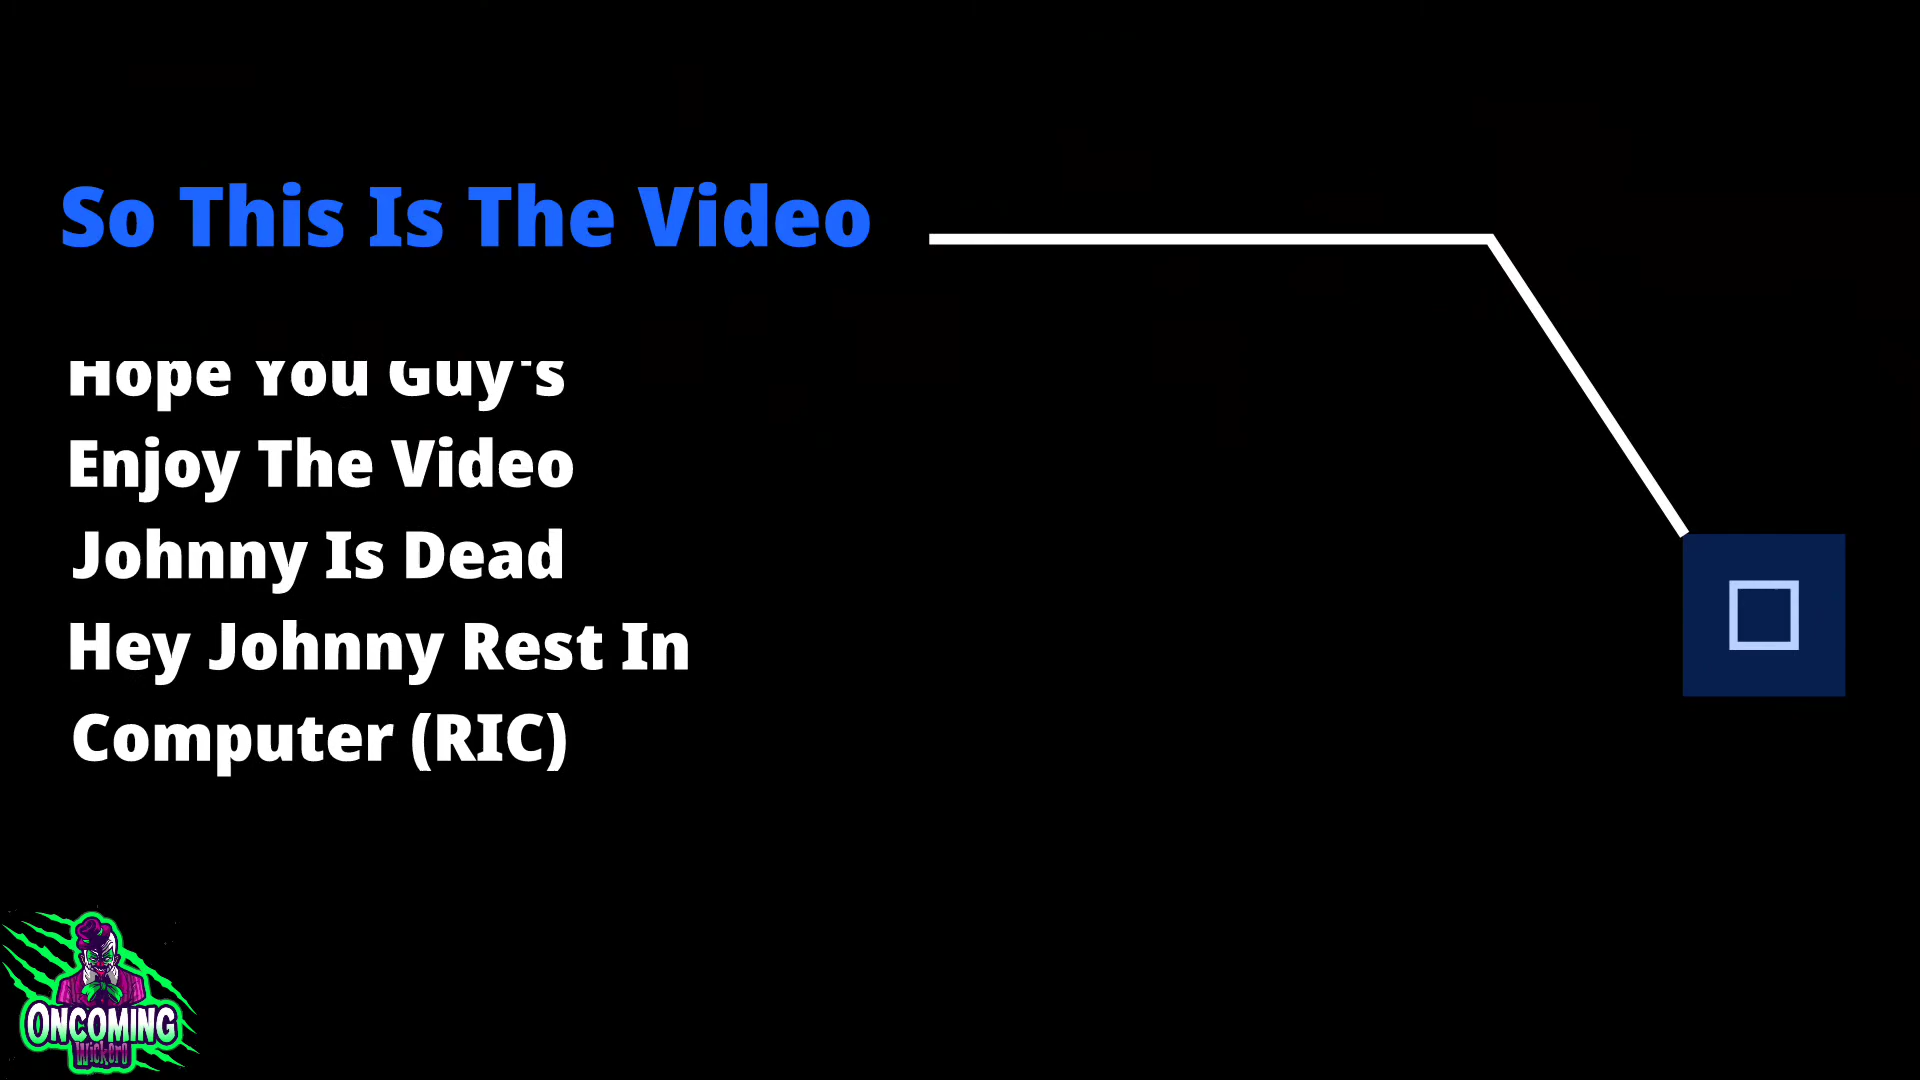 So This Is The Video
Hope You Guy's
Enjoy The Video
Johnny Is Dead
Hey Johnny Rest In
Computer (RIC)
ONCOMING